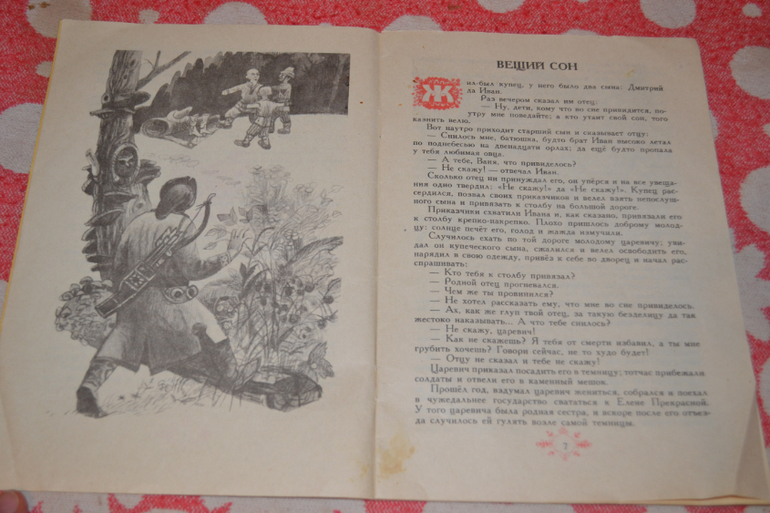 ВЕЩИЙ СОН
Жил-был купец, у него было два сына: Дмитрий
да Иван.
Раз вечером сказал им отец:
— Ну, дети, кому что во сне привидится, по-
утру мне поведайте; а кто утаит свой сон, того
казнить велю.
Вот наутро приходит старший сын и сказывает отцу:
— Снилось мне, батюшка, будто брат Иван высоко летал
по поднебесью на двенадцати орлах; да ещё будто пропала
у тебя любимая овца.
— А тебе, Ваня, что привиделось?
— Не скажу! — отвечал Иван.
Сколько отец ни принуждал его, он упёрся и на все увеща-
ния одно твердил: «Не скажу!» да «Не скажу!». Купец рас-
сердился, позвал своих приказчиков и велел взять непослуш-
ного сына и привязать к столбу на большой дороге.
Приказчики схватили Ивана и, как сказано, привязали его
к столбу крепко-накрепко. Плохо пришлось доброму молод-
цу: солнце печёт его, голод и жажда измучили.
Случилось ехать по той дороге молодому царевичу; уви-
дал он купеческого сына, сжалился и велел освободить его,
нарядил в свою одежду, привёз к себе во дворец и начал рас-
спрашивать:
— Кто тебя к столбу привязал?
— Родной отец прогневался.
— Чем же ты провинился?
— Не хотел рассказать ему, что мне во сне привиделось.
— Ах, как же глуп твой отец, за такую безделицу да так
жестоко наказывать... А что тебе снилось?
— Не скажу, царевич!
— Как не скажешь? Я тебя от смерти избавил, а ты мне
грубить хочешь? Говори сейчас, не то худо будет!
— Отцу не сказал и тебе не скажу!
Царевич приказал посадить его в темницу; тотчас прибежали
солдаты и отвели его в каменный мешок.
Прошёл год, вздумал царевич жениться, собрался и поехал
в чужедальнее государство свататься к Елене Прекрасной.
У того царевича была родная сестра, и вскоре после его отъез-
да случилось ей гулять возле самой темницы.
7